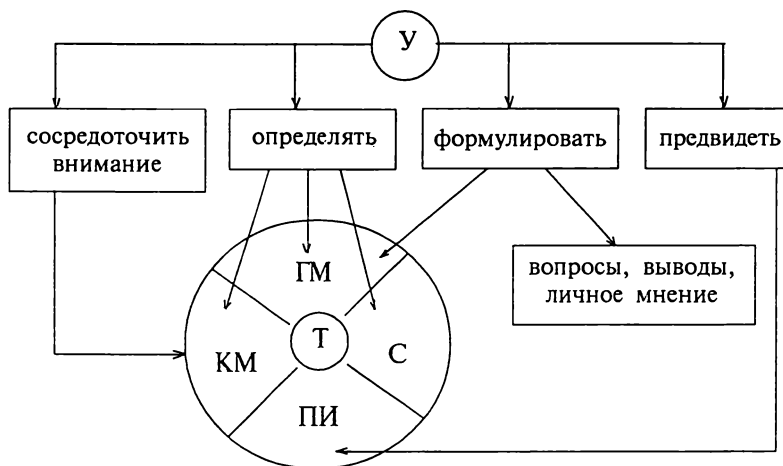 У
сосредоточить
внимание
определять
формулировать
предвидеть
вопросы, выводы,
личное мнение
ГМ
Т
КМ
С
ПИ